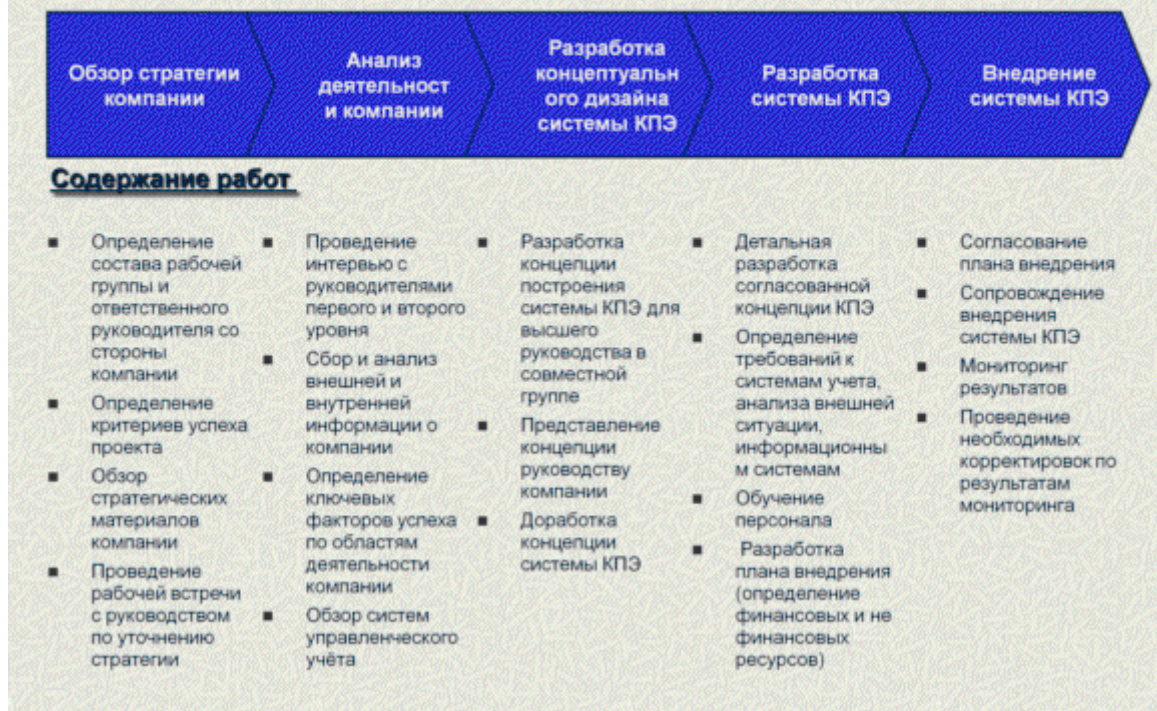 Обзор стратегии
компании
Анализ
деятельност
и компании
Разработка
концептуальн
ого дизайна
системы КПЭ
Разработка
системы КПЭ
Внедрение
системы КПЭ
Содержание работ
■ Определение
состава рабочей
группы и
ответственного
руководителя со
стороны
компании
■ Определение
критериев успеха
проекта
■ Обзор
стратегических
материалов
компании
■ Проведение
рабочей встречи
с руководством
по уточнению
стратегии
■ Проведение
интервью с
руководителями
первого и второго
уровня
■ Сбор и анализ
внешней и
внутренней
информации о
компании
■ Определение
ключевых
факторов успеха
по областям
деятельности
компании
■ Обзор систем
управленческого
учёта
■ Разработка
концепции
построения
системы КПЭ для
высшего
руководства в
совместной
группе
■ Представление
концепции
руководству
компании
■ Доработка
концепции
системы КПЭ
■ Детальная
разработка
согласованной
концепции КПЭ
■ Определение
требований к
системам учета,
анализа внешней
ситуации,
информационны
м системам
■ Обучение
персонала
■ Разработка
плана внедрения
(определение
финансовых и не
финансовых
ресурсов)
■ Согласование
плана внедрения
■ Сопровождение
внедрения
системы КПЭ
■ Мониторинг
результатов
■ Проведение
необходимых
корректировок по
результатам
мониторинга